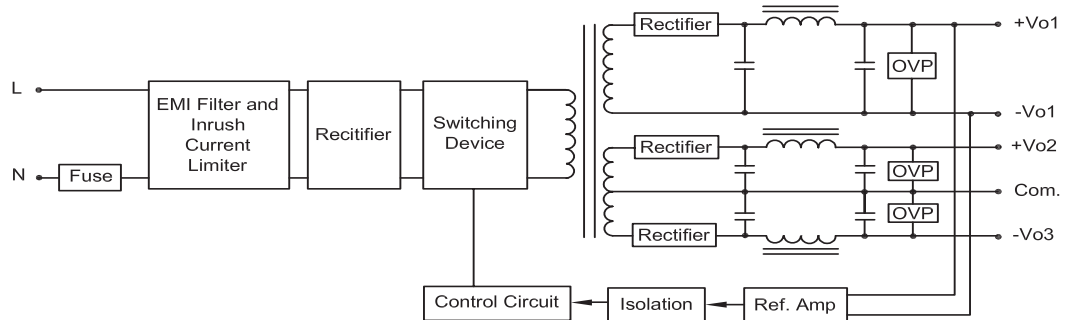 Rectifier
+Vo1
OVP
L
EMI Filter and
Inrush
Current
Limiter
Recitifier
Switching
Device
-Vo1
Rectifier
+Vo2
N
Fuse
OVP
Com.
OVP
Rectifier
-Vo3
Control Circuit
Isolation
Ref. Amp